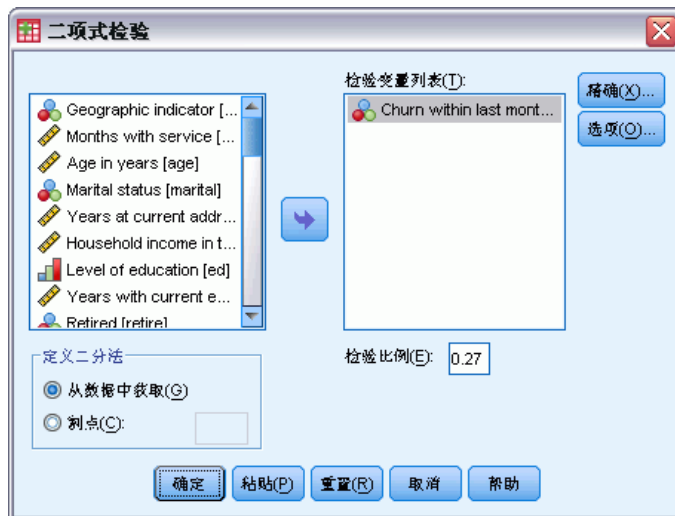 二项式检验
Geographic indicator [...
Months with service [...
Age in years [age]
Marital status [marital]
Years at current addr...
Household income in t...
Level of education [ed]
Years with current e...
Retired [retire]
检验变量列表(T):
Churn within last mont...
精确(X)...
选项(O)...
定义二分法
从数据中获取(G)
割点(C):
检验比例(E): 0.27
确定
粘贴(P)
重置(R)
取消
帮助